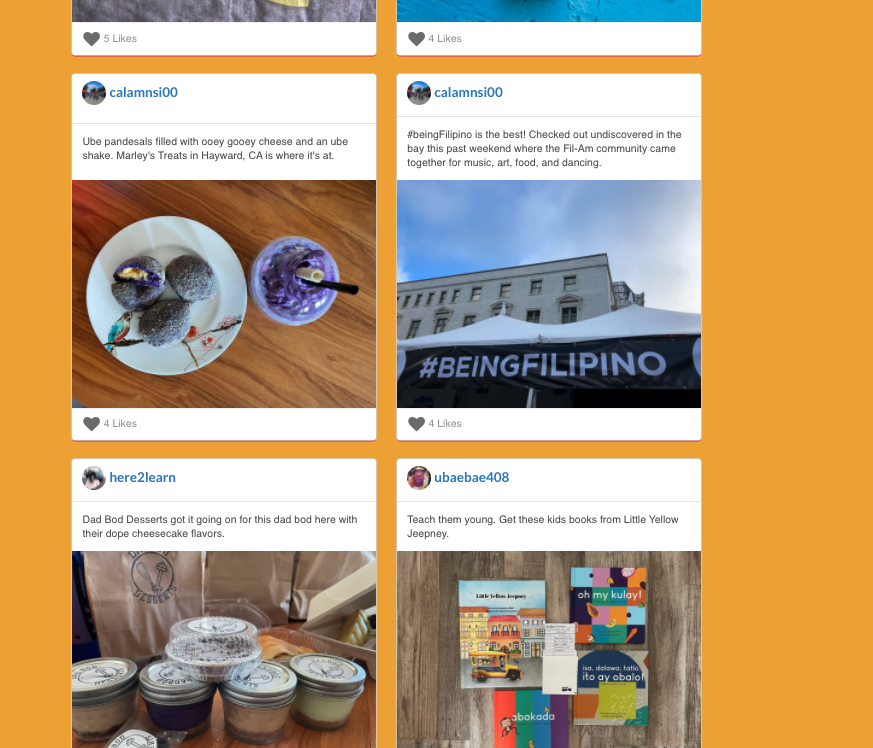 5 Likes
4 Likes
calamnsi00
Ube pandesals filled with ooey gooey cheese and an ube
shake. Marley's Treats in Hayward, CA is where it's at.
4 Likes
calamnsi00
#beingFilipino is the best! Checked out undiscovered in the
bay this past weekend where the Fil-Am community came
together for music, art, food, and dancing.
#BEINGFILIPINO
4 Likes
here2learn
Dad Bod Desserts got it going on for this dad bod here with
their dope cheesecake flavors.
DESSERTS
ubaebae408
Teach them young. Get these kids books from Little Yellow
Jeepney.
Little Yellow Jeepney
oh my kulay!
isa, dalawa, tatlo
ito ay obalo!
abakada